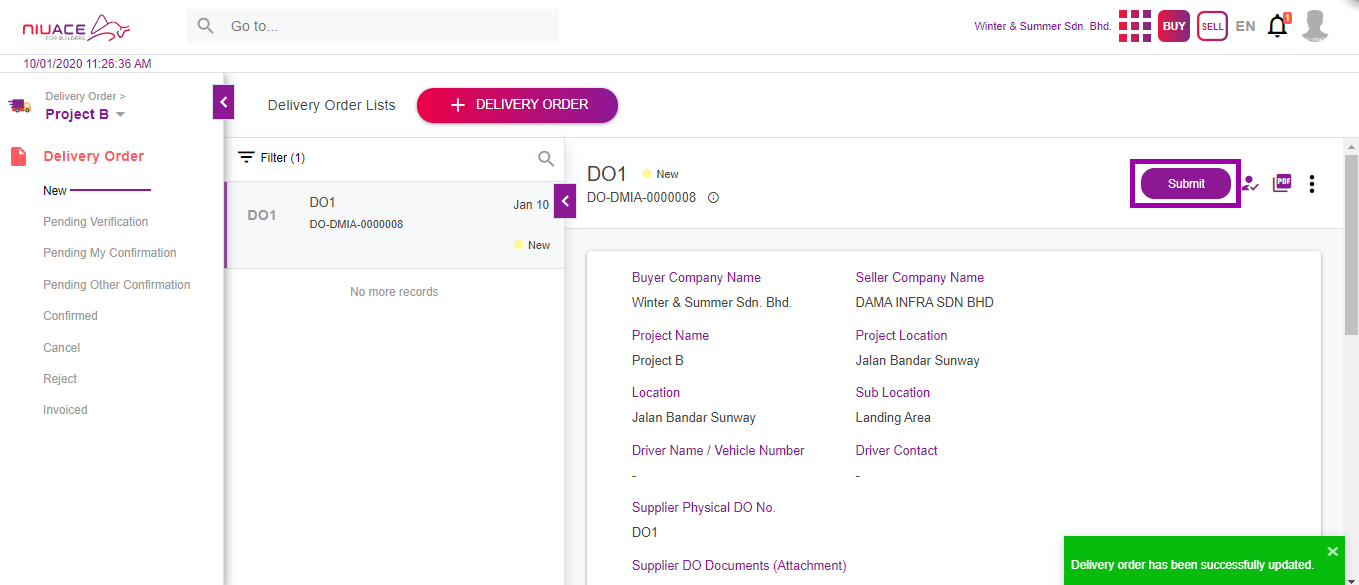 NIUACE
FOR BUILDERS
Go to...
Winter & Summer Sdn. Bhd.
BUY
SELL
EN
1
10/01/2020 11:26:36 AM
Delivery Order >
Project B
Delivery Order
New
Pending Verification
Pending My Confirmation
Pending Other Confirmation
Confirmed
Cancel
Reject
Invoiced
Delivery Order Lists
+ DELIVERY ORDER
Filter (1)
DO1
DO1
Jan 10
DO-DMIA-0000008
New
No more records
DO1
New
DO-DMIA-0000008
Submit
PDF
Buyer Company Name
Seller Company Name
Winter & Summer Sdn. Bhd.
DAMA INFRA SDN BHD
Project Name
Project Location
Project B
Jalan Bandar Sunway
Location
Sub Location
Jalan Bandar Sunway
Landing Area
Driver Name / Vehicle Number
Driver Contact
-
-
Supplier Physical DO No.
DO1
Supplier DO Documents (Attachment)
Delivery order has been successfully updated.